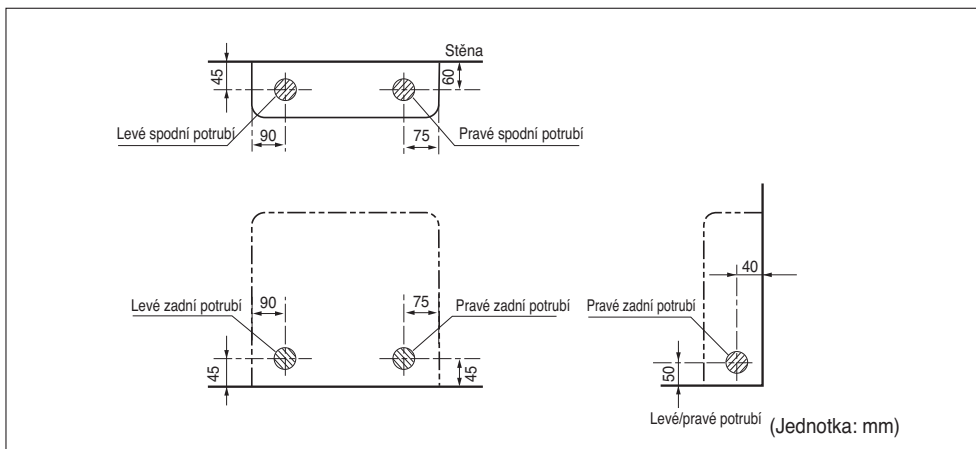 Stěna
45
60
Levé spodní potrubí
90
75
Pravé spodní potrubí
Levé zadní potrubí
90
75
Pravé zadní potrubí
45
45
40
Pravé zadní potrubí
50
Levé/pravé potrubí
(Jednotka: mm)